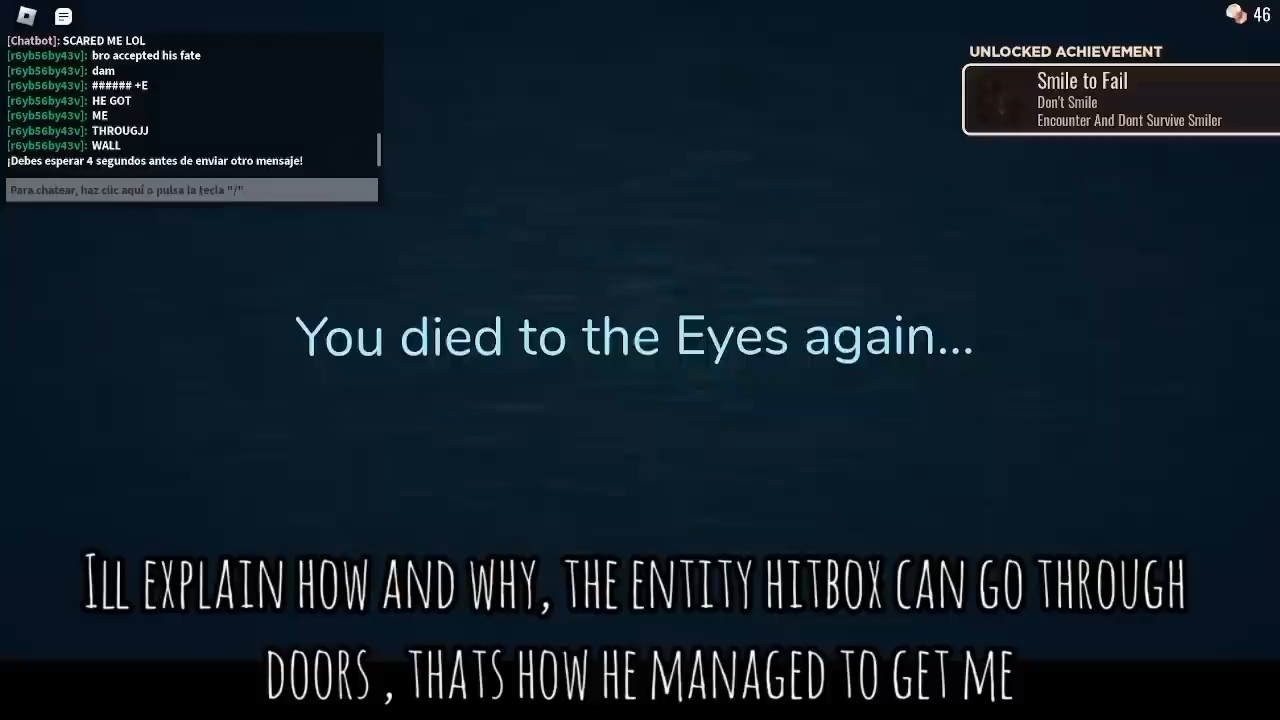 46
[Chatbot]: SCARED ME LOL
[r6yb56by43v]: bro accepted his fate
[r6yb56by43v]: dam
[r6yb56by43v]: ###### +E
[r6yb56by43v]: HE GOT
[r6yb56by43v]: ME
[r6yb56by43v]: THROUGJJ
[r6yb56by43v]: WALL
¡Debes esperar 4 segundos antes de enviar otro mensaje!
Para chatear, haz clic aquí o pulsa la tecla "/"
UNLOCKED ACHIEVEMENT
Smile to Fail
Don't Smile
Encounter And Dont Survive Smiler
You died to the Eyes again...
ILL EXPLAIN HOW AND WHY, THE ENTITY HITBOX CAN GO THROUGH
DOORS , THATS HOW HE MANAGED TO GET ME